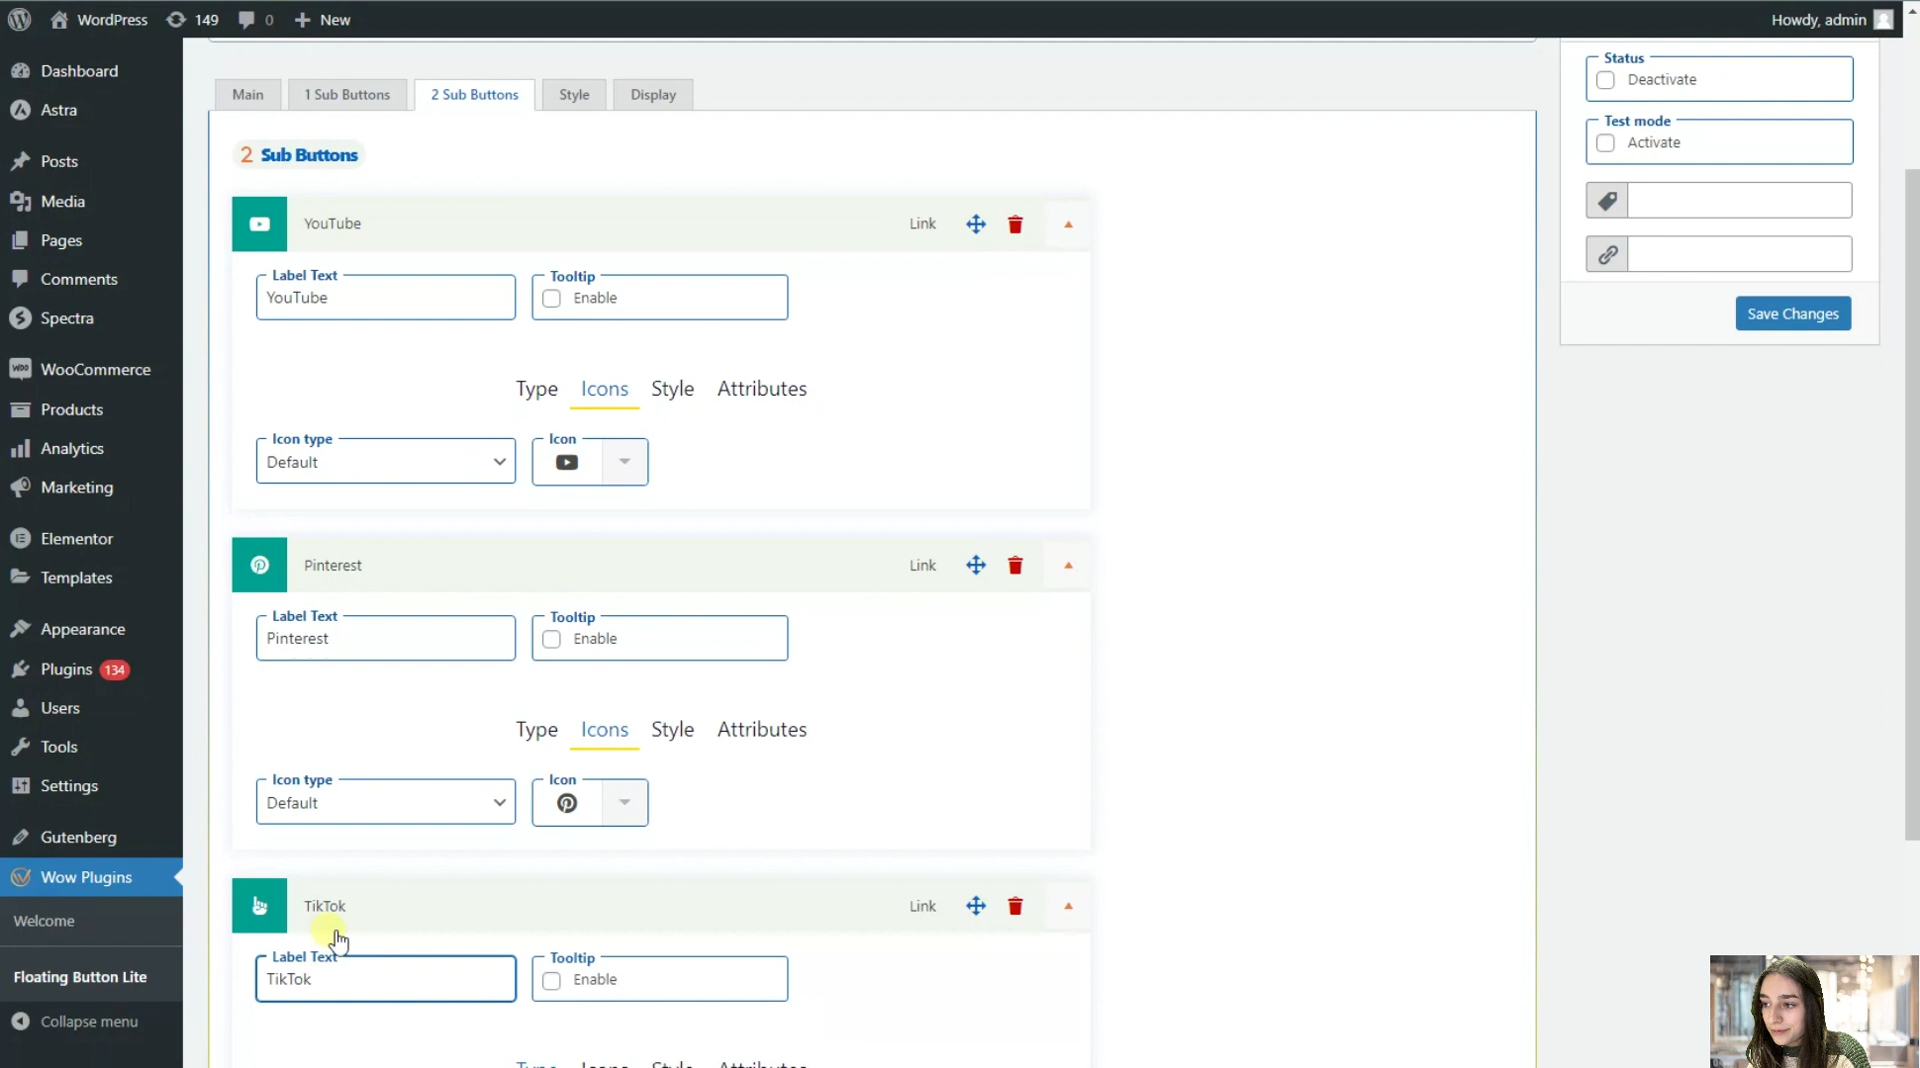 WordPress 149 0 New Howdy, admin
Dashboard
Astra
Posts
Media
Pages
Comments
Spectra
WooCommerce
Products
Analytics
Marketing
Elementor
Templates
Appearance
Plugins 134
Users
Tools
Settings
Gutenberg
Wow Plugins
Welcome
Floating Button Lite
Collapse menu
Main 1 Sub Buttons 2 Sub Buttons Style Display
2 Sub Buttons
YouTube Link
Label Text Tooltip
YouTube Enable
Type Icons Style Attributes
Icon type Icon
Default
Pinterest Link
Label Text Tooltip
Pinterest Enable
Type Icons Style Attributes
Icon type Icon
Default
TikTok Link
Label Text Tooltip
TikTok Enable
Type Icons Style Attributes
Status
Deactivate
Test mode
Activate
Save Changes